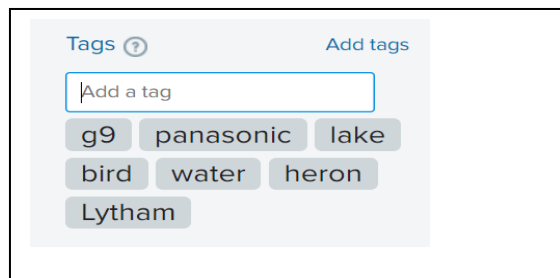 Tags ? Add tags
Add a tag
g9 panasonic lake
bird water heron
Lytham